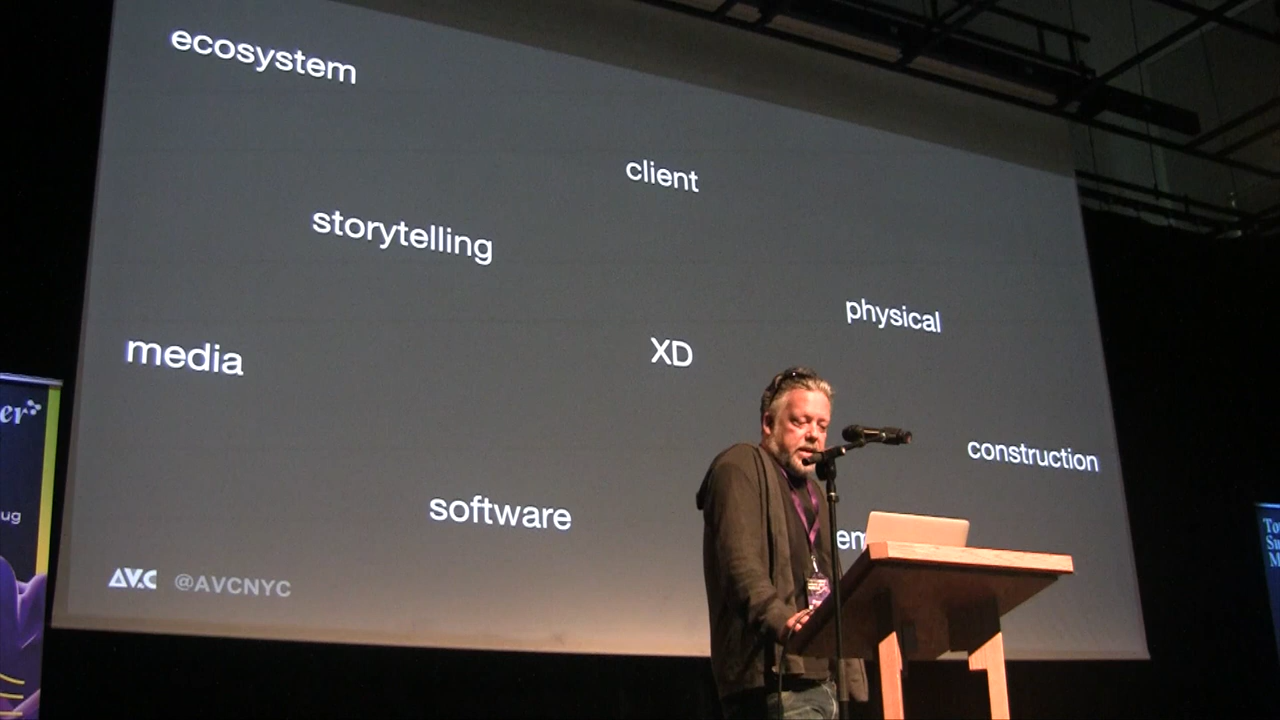 ecosystem
client
storytelling
physical
media
XD
construction
software
AV.C @AVCNYC